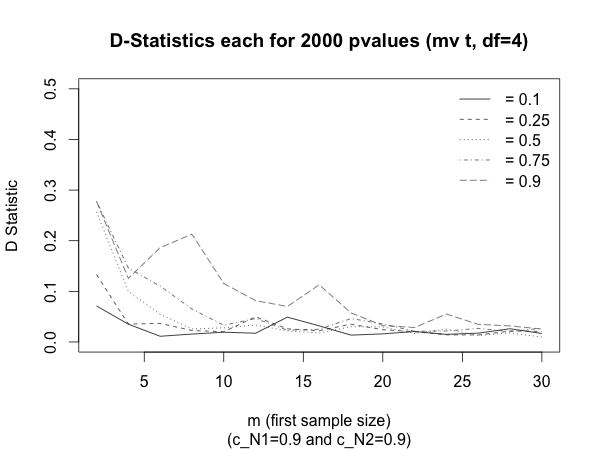 D-Statistics each for 2000 pvalues (mv t, df=4)
= 0.1
= 0.25
= 0.5
= 0.75
= 0.9
D Statistic
0.5
0.4
0.3
0.2
0.1
0.0
5 10 15 20 25 30
m (first sample size)
(c_N1=0.9 and c_N2=0.9)